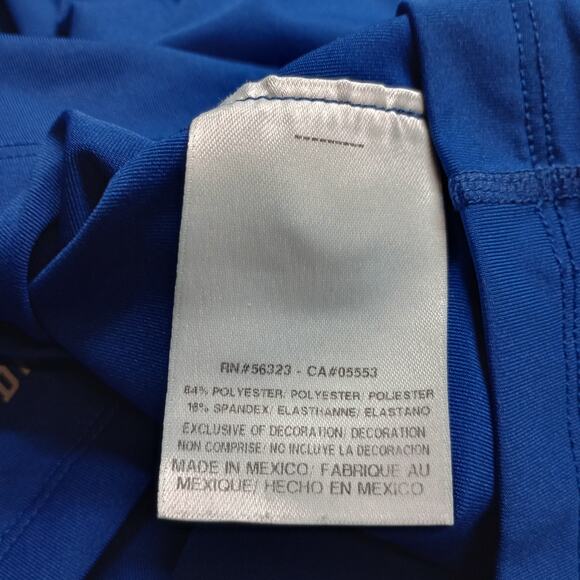 RN#56323 - CA#05553
84% POLYESTER/ POLYESTER/ POLIESTER
16% SPANDEX/ ELASTHANNE/ ELASTANO
EXCLUSIVE OF DECORATION/ DECORATION
NON COMPRISE/ NO INCLUYE LA DECORACION
MADE IN MEXICO/ FABRIQUE AU
MEXIQUE/ HECHO EN MEXICO